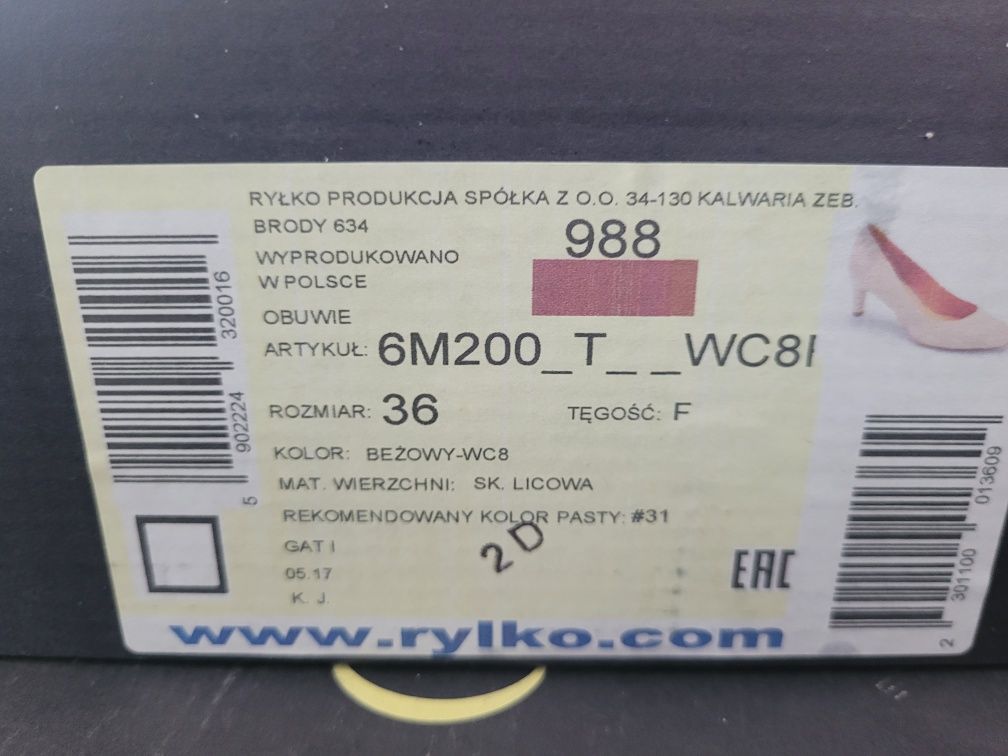 RYŁKO PRODUKCJA SPÓŁKA Z O.O. 34-130 KALWARIA ZEB.
BRODY 634
988
WYPRODUKOWANO
W POLSCE
OBUWIE
ARTYKUŁ: 6M200_T_ _WC8
ROZMIAR: 36 TĘGOŚĆ: F
KOLOR: BEŻOWY-WC8
MAT. WIERZCHNI: SK. LICOWA
REKOMENDOWANY KOLOR PASTY: #31
GAT I
2D
05.17
K. J.
EAC
www.rylko.com
5 902224 320016
2 301100 013609